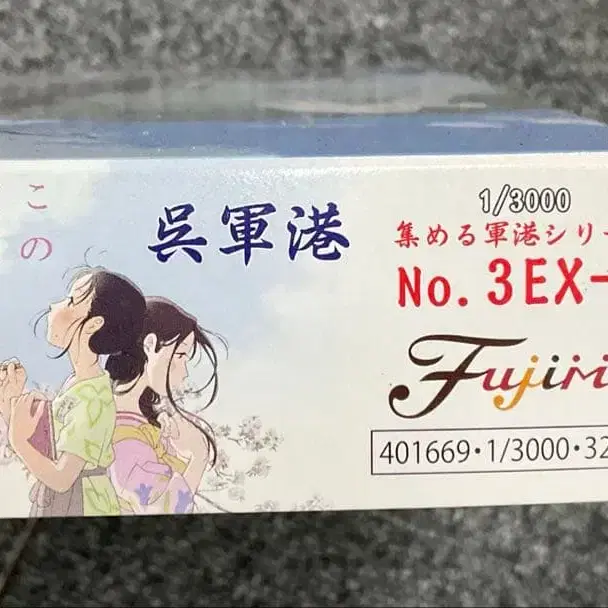 この
呉軍港
1/3000
集める軍港シリ
No. 3EX-
Fujimi
401669・1/3000・32